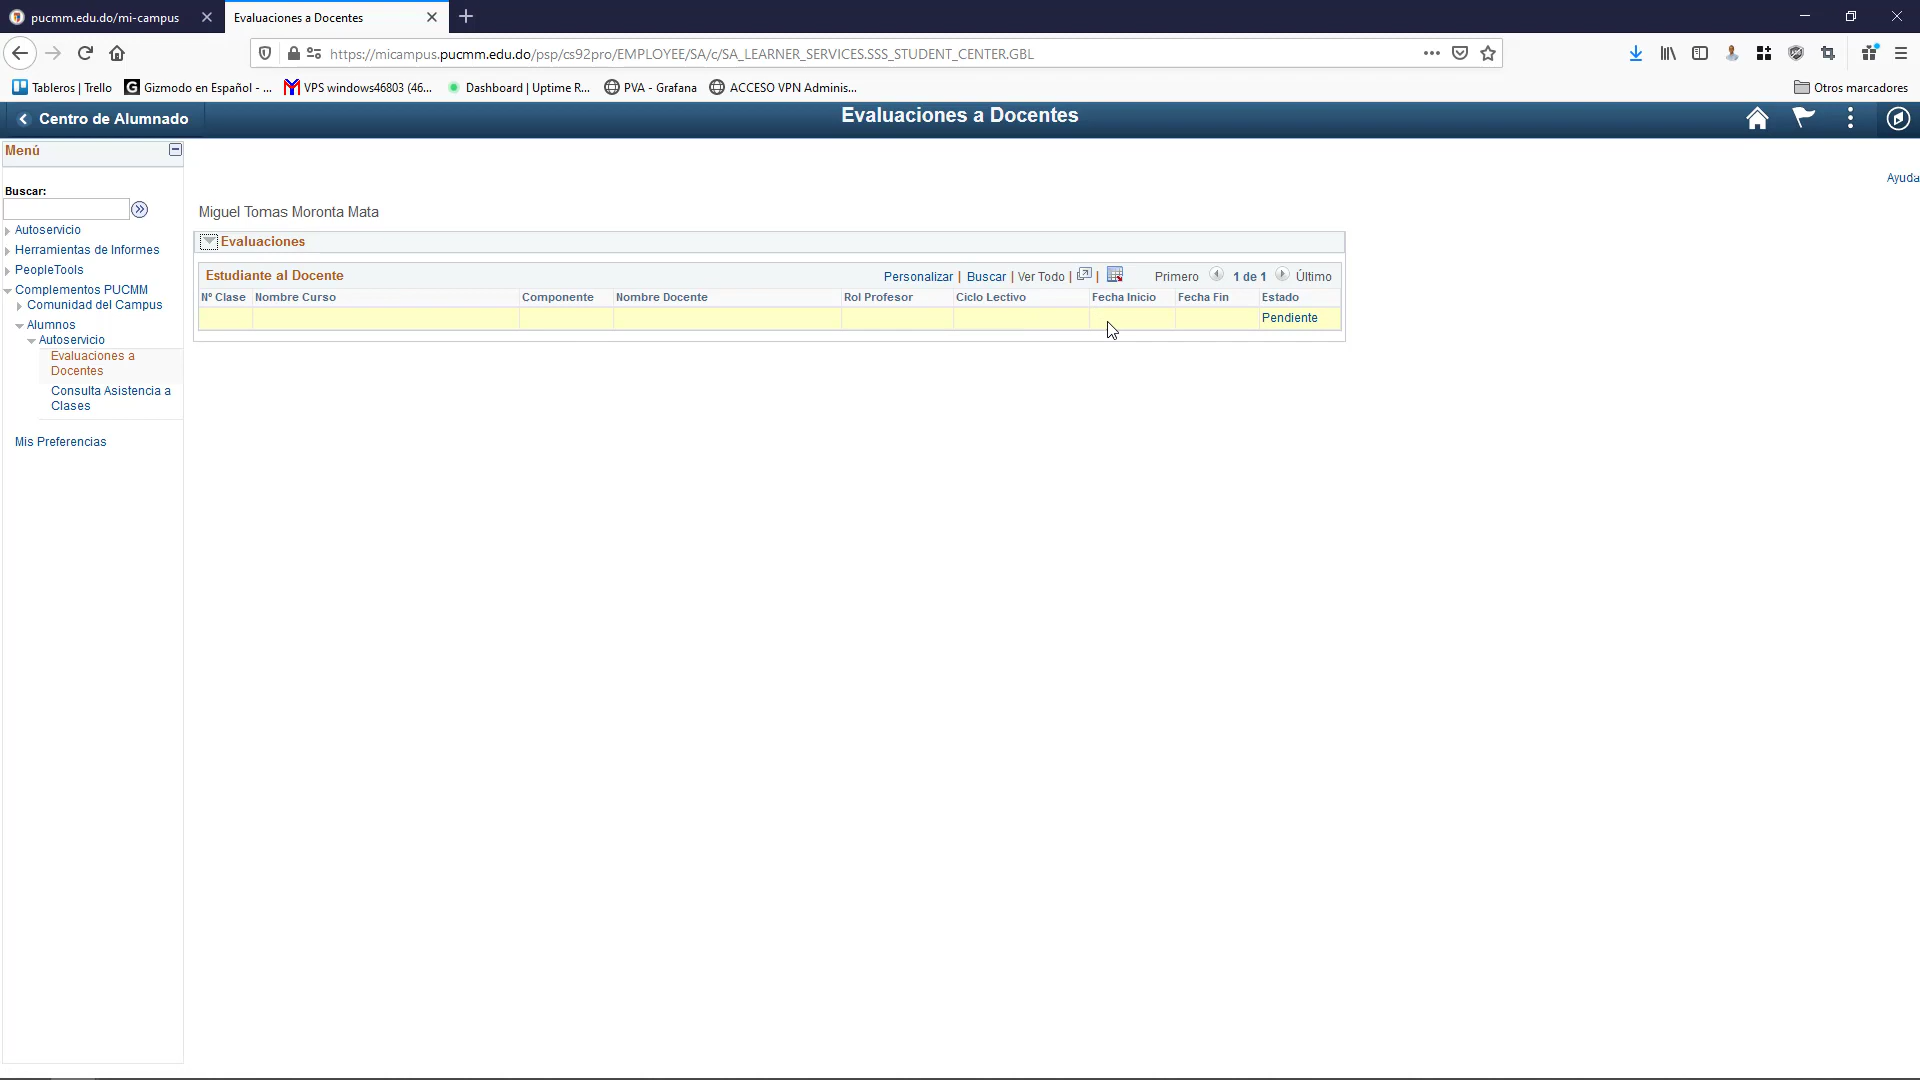 pucmm.edu.do/mi-campus
Evaluaciones a Docentes
https://micampus.pucmm.edu.do/psp/cs92pro/EMPLOYEE/SA/c/SA_LEARNER_SERVICES.SSS_STUDENT_CENTER.GBL
Tableros | Trello
Gizmodo en Español - ...
VPS windows46803 (46...
Dashboard | Uptime R...
PVA - Grafana
ACCESO VPN Adminis...
Otros marcadores
Centro de Alumnado
Evaluaciones a Docentes
Menú
Ayuda
Buscar:
Autoservicio
Herramientas de Informes
PeopleTools
Complementos PUCMM
Comunidad del Campus
Alumnos
Autoservicio
Evaluaciones a
Docentes
Consulta Asistencia a
Clases
Mis Preferencias
Miguel Tomas Moronta Mata
Evaluaciones
Estudiante al Docente
Personalizar | Buscar | Ver Todo | |
Primero 1 de 1 Último
Nº Clase Nombre Curso Componente Nombre Docente Rol Profesor Ciclo Lectivo Fecha Inicio Fecha Fin Estado
Pendiente